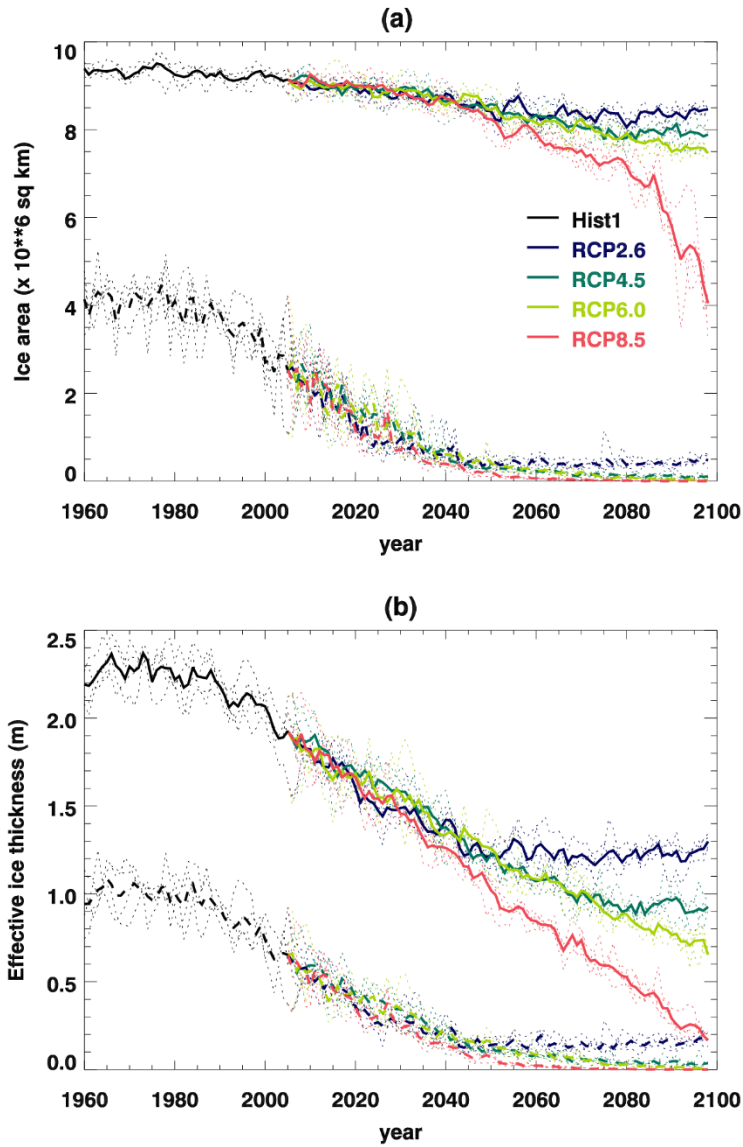 (a)
10
8
6
4
2
0
Ice area (x 10**6 sq km)
Hist1
RCP2.6
RCP4.5
RCP6.0
RCP8.5
1960 1980 2000 2020 2040 2060 2080 2100
year
(b)
2.5
2.0
1.5
1.0
0.5
0.0
Effective ice thickness (m)
1960 1980 2000 2020 2040 2060 2080 2100
year